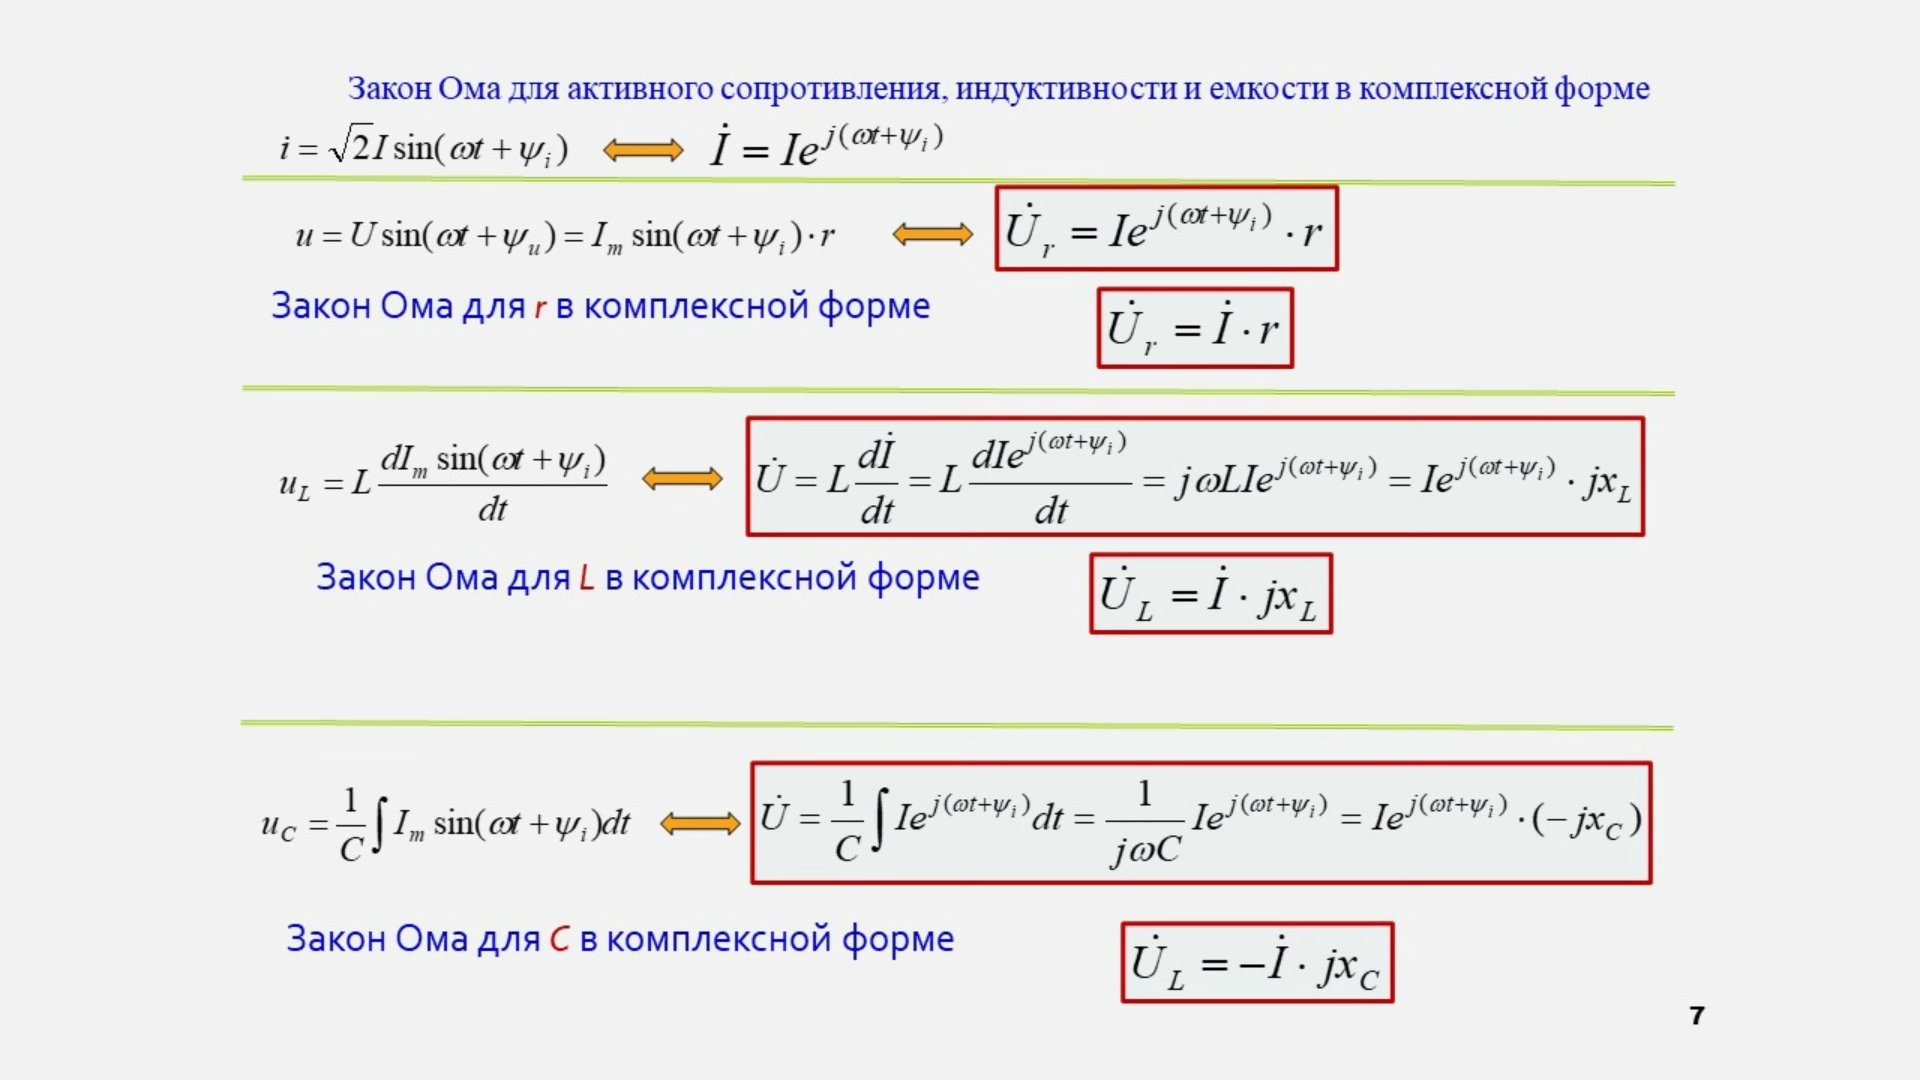 Закон Ома для активного сопротивления, индуктивности и емкости в комплексной форме
i = √2 I sin(ωt + ψ_i) ⟺ İ = Ie^{j(ωt+ψ_i)}
u = U sin(ωt + ψ_u) = I_m sin(ωt + ψ_i) · r ⟺ U̇_r = Ie^{j(ωt+ψ_i)} · r
Закон Ома для r в комплексной форме U̇_r = İ · r
u_L = L dI_m sin(ωt + ψ_i)/dt ⟺ U̇ = L dİ/dt = L dIe^{j(ωt+ψ_i)}/dt = jωLIe^{j(ωt+ψ_i)} = Ie^{j(ωt+ψ_i)} · jx_L
Закон Ома для L в комплексной форме U̇_L = İ · jx_L
u_C = 1/C ∫ I_m sin(ωt + ψ_i)dt ⟺ U̇ = 1/C ∫ Ie^{j(ωt+ψ_i)}dt = 1/jωC Ie^{j(ωt+ψ_i)} = Ie^{j(ωt+ψ_i)} · (−jx_C)
Закон Ома для C в комплексной форме U̇_L = −İ · jx_C
7